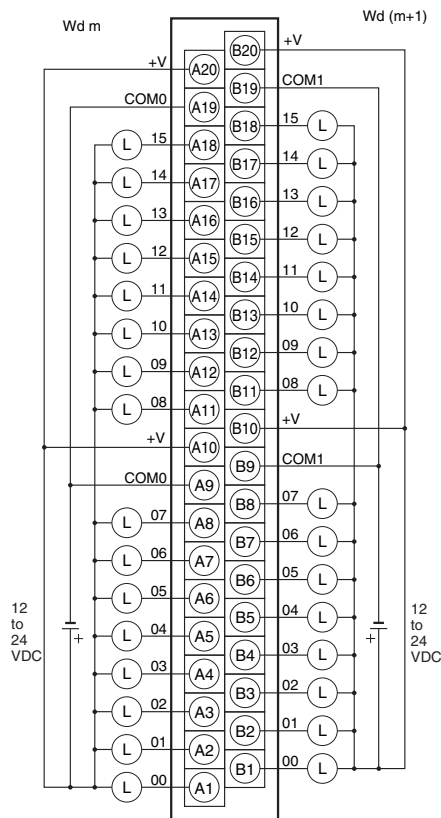 Wd m
Wd (m+1)
B20 +V
+V A20
B19 COM1
COM0 A19
B18 15 L
L 15 A18
B17 14 L
L 14 A17
B16 13 L
L 13 A16
B15 12 L
L 12 A15
B14 11 L
L 11 A14
B13 10 L
L 10 A13
B12 09 L
L 09 A12
B11 08 L
L 08 A11
B10 +V
+V A10
B9 COM1
COM0 A9
B8 07 L
L 07 A8
B7 06 L
L 06 A7
B6 05 L
L 05 A6
B5 04 L
L 04 A5
B4 03 L
L 03 A4
B3 02 L
L 02 A3
B2 01 L
L 01 A2
B1 00 L
L 00 A1
12
to
24
VDC
+
12
to
24
VDC
+